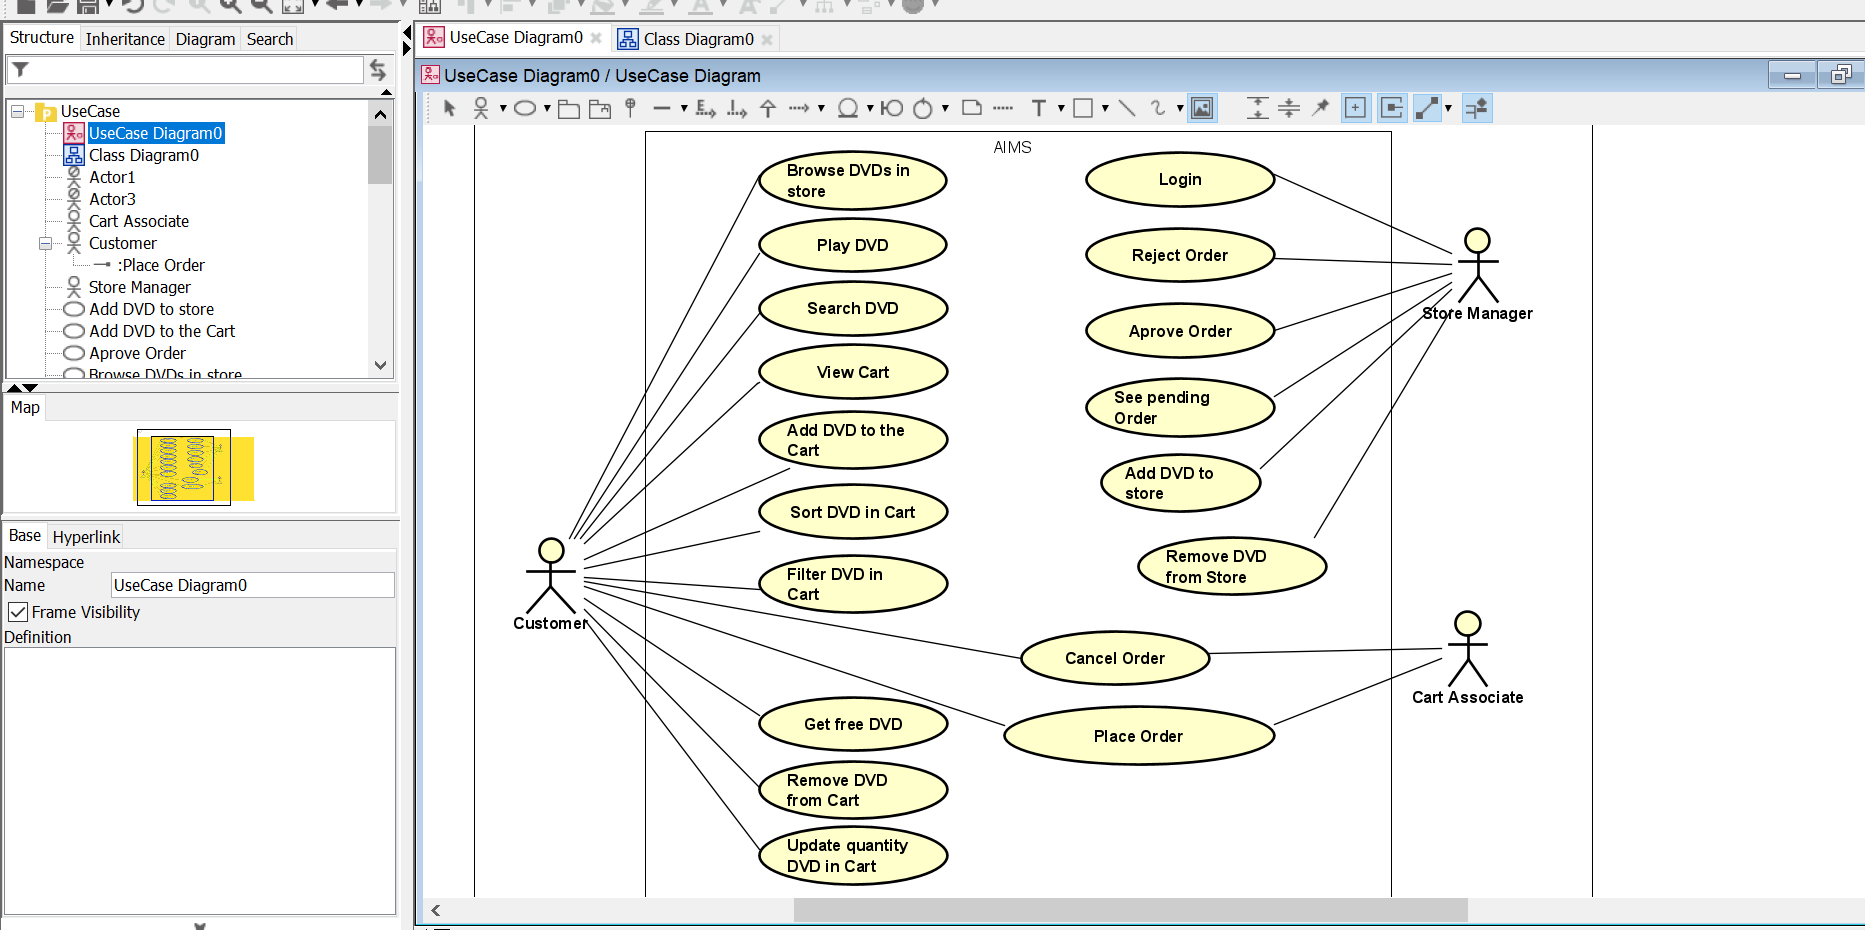 Structure Inheritance Diagram Search
UseCase
UseCase Diagram0
Class Diagram0
Actor1
Actor3
Cart Associate
Customer
:Place Order
Store Manager
Add DVD to store
Add DVD to the Cart
Aprove Order
Browse DVDs in store
Map
Base Hyperlink
Namespace
Name UseCase Diagram0
Frame Visibility
Definition
UseCase Diagram0 Class Diagram0
UseCase Diagram0 / UseCase Diagram
AIMS
Browse DVDs in
store
Play DVD
Search DVD
View Cart
Add DVD to the
Cart
Sort DVD in Cart
Filter DVD in
Cart
Customer
Get free DVD
Remove DVD
from Cart
Update quantity
DVD in Cart
Login
Reject Order
Aprove Order
See pending
Order
Add DVD to
store
Remove DVD
from Store
Cancel Order
Place Order
Store Manager
Cart Associate